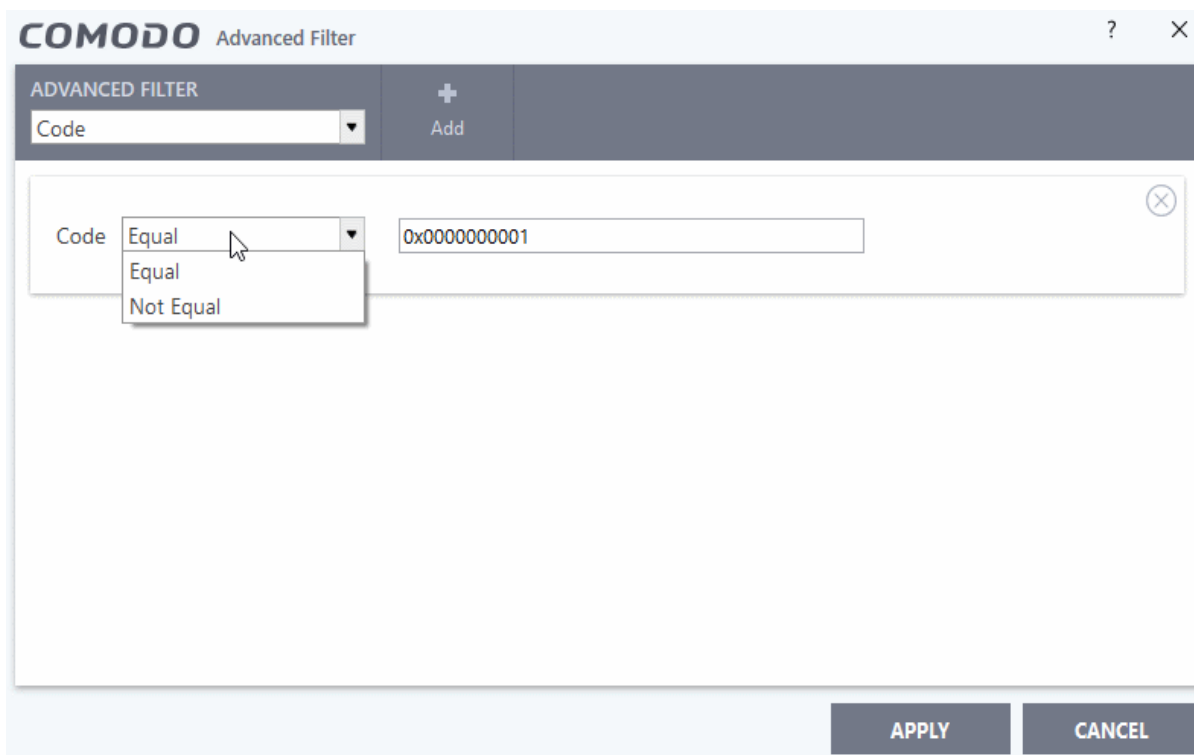 COMODO Advanced Filter ?
ADVANCED FILTER
Code
Add
Code Equal 0x0000000001
Equal
Not Equal
APPLY CANCEL